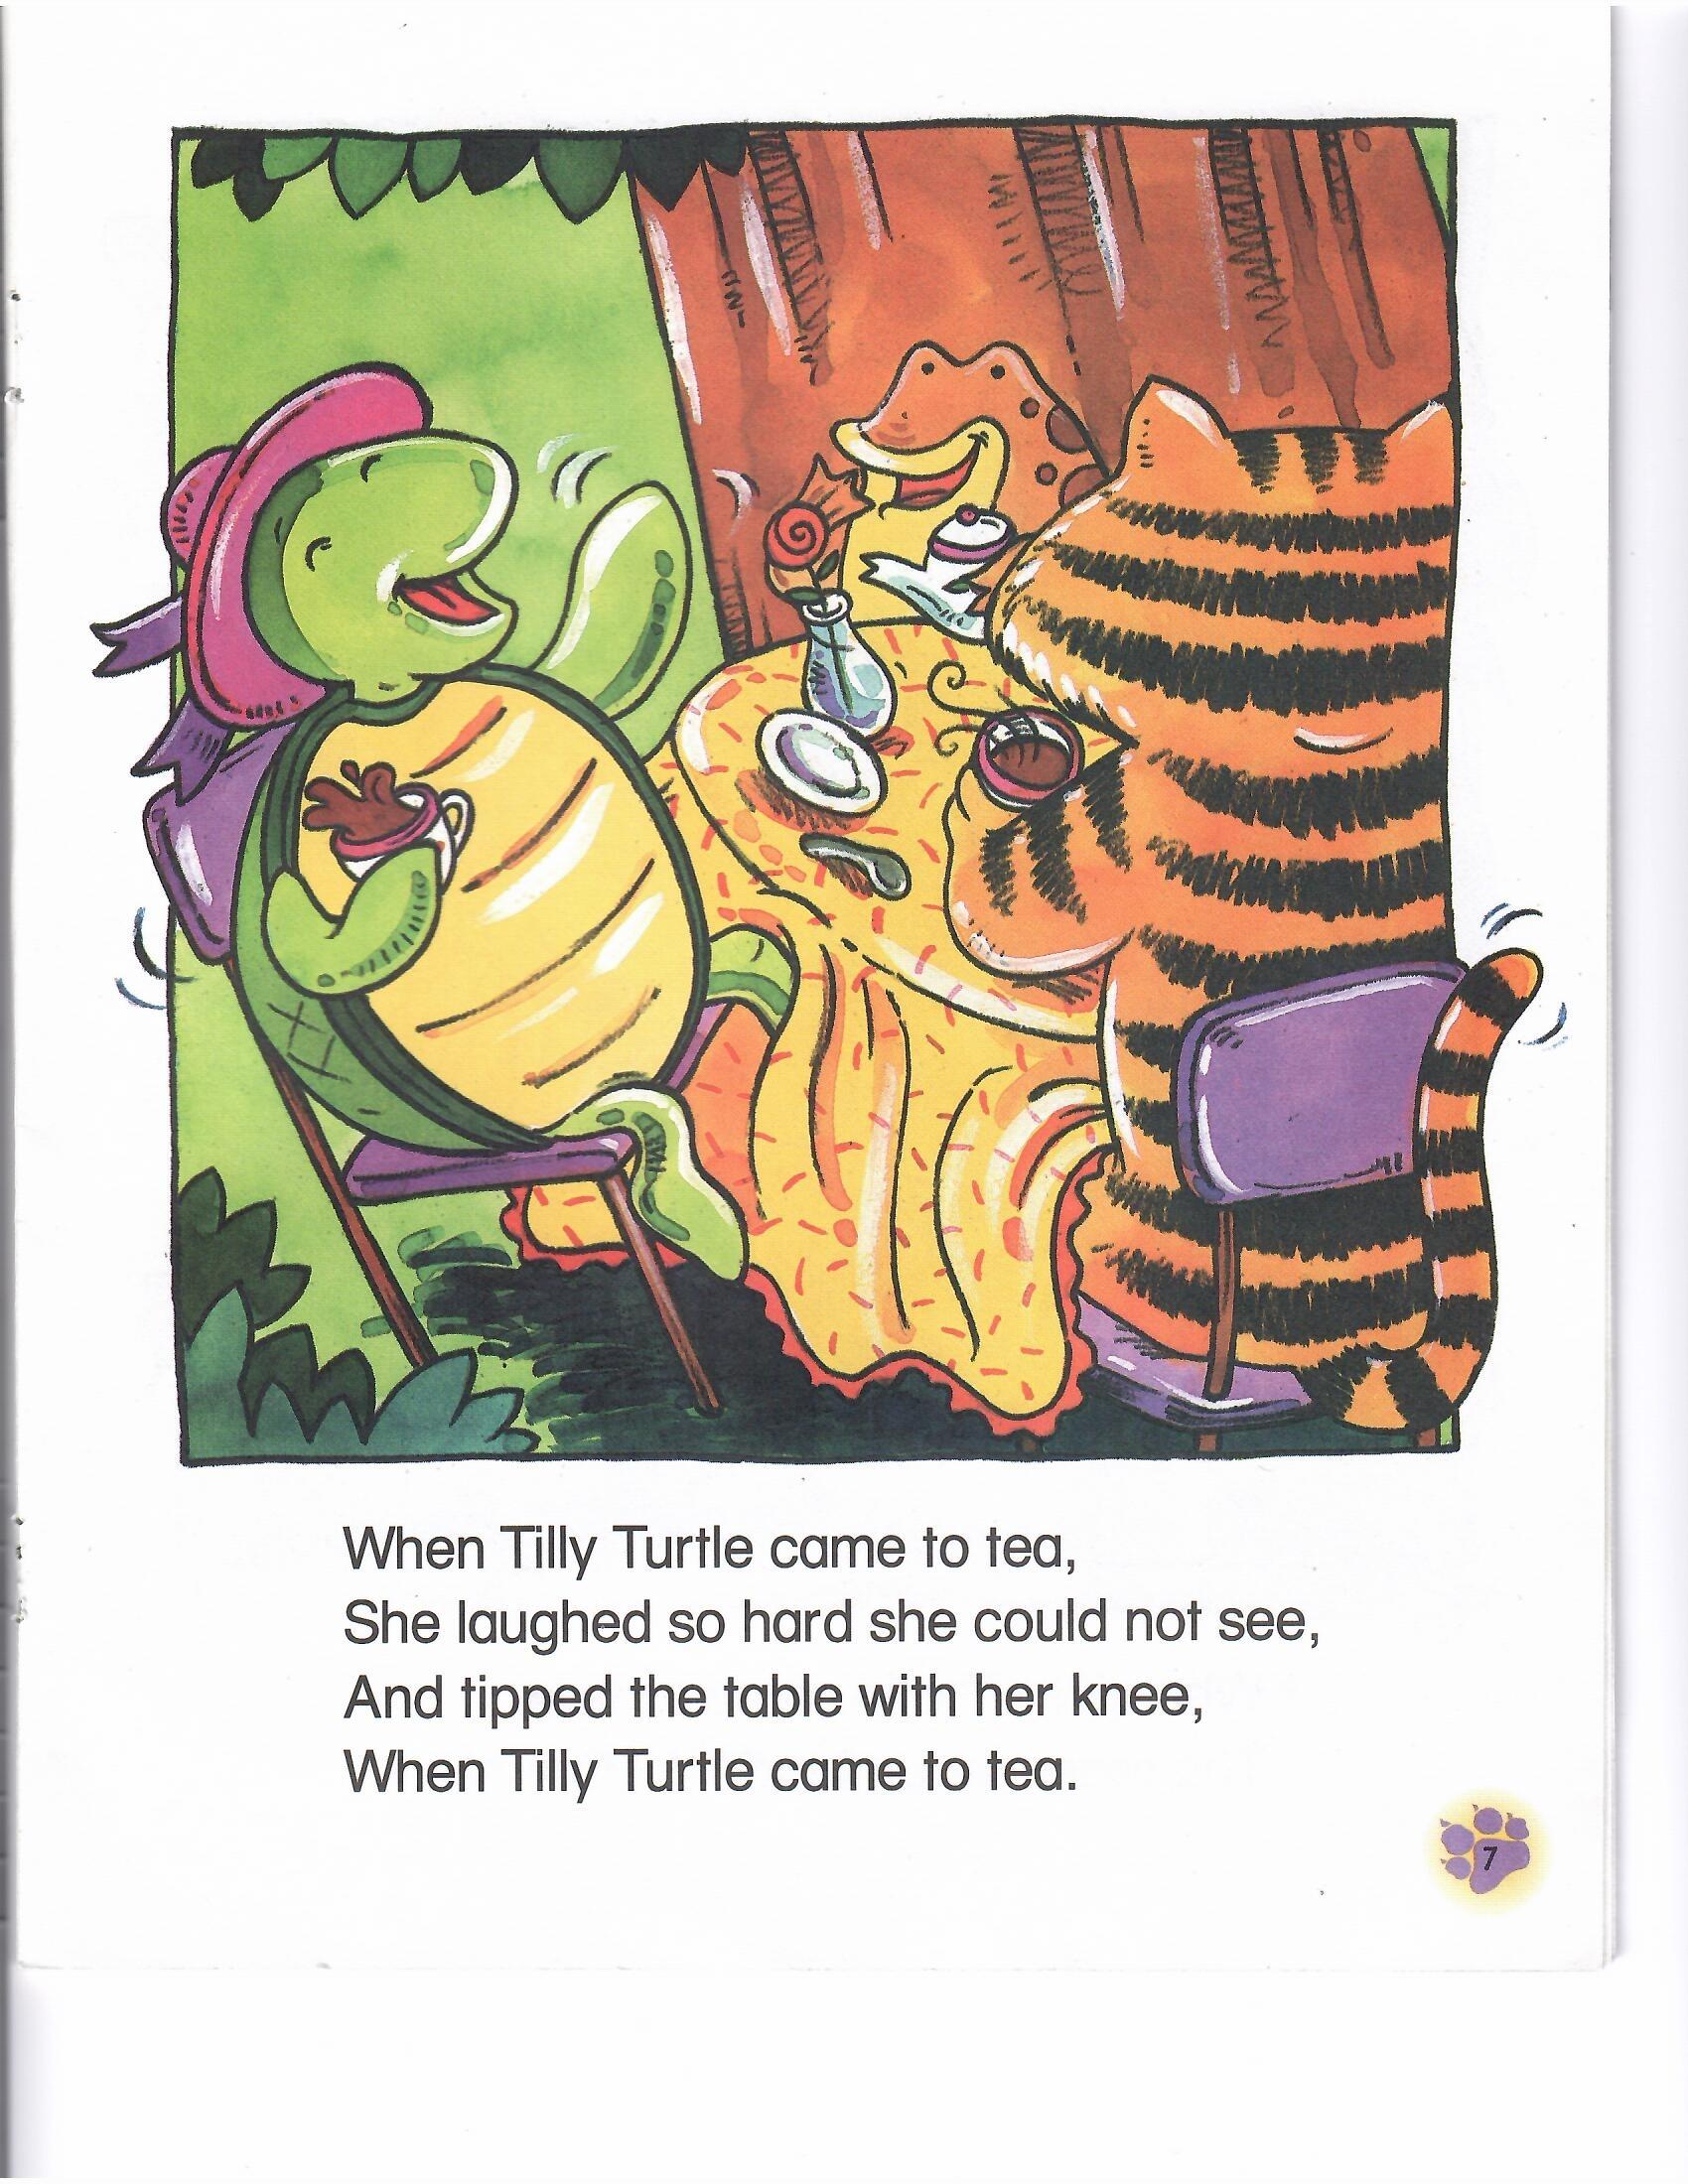 When Tilly Turtle came to tea,
She laughed so hard she could not see,
And tipped the table with her knee,
When Tilly Turtle came to tea.
7